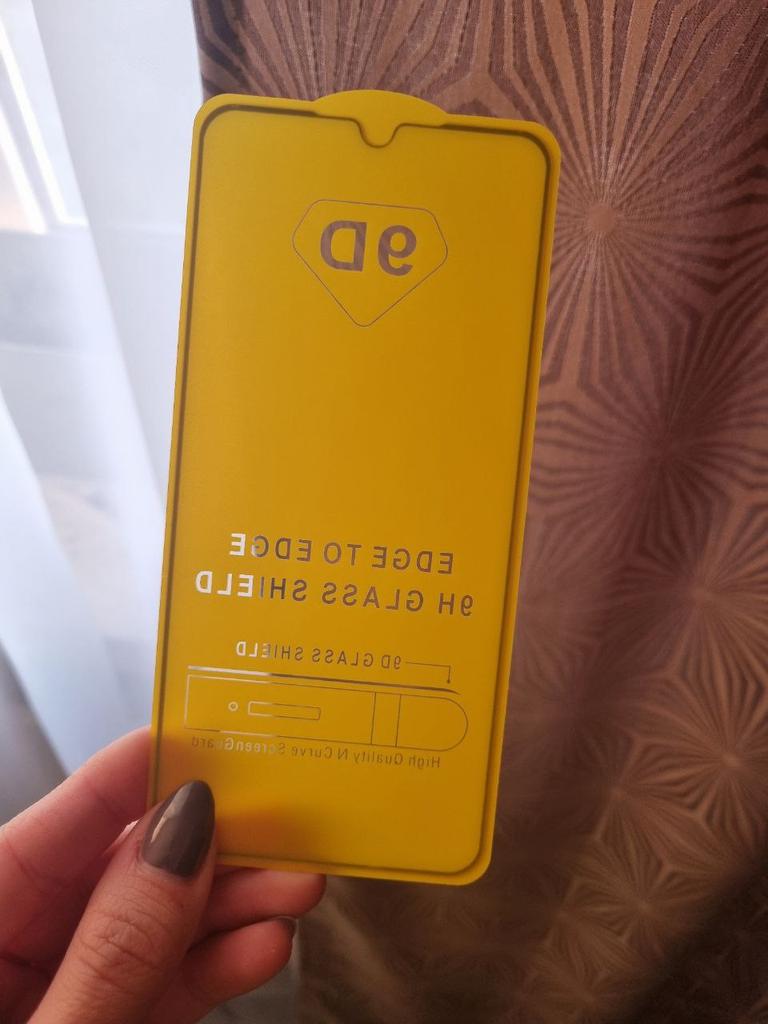 9D
EDGE TO EDGE
9H GLASS SHIELD
9D GLASS SHIELD
High Quality N Curve ScreenGuard